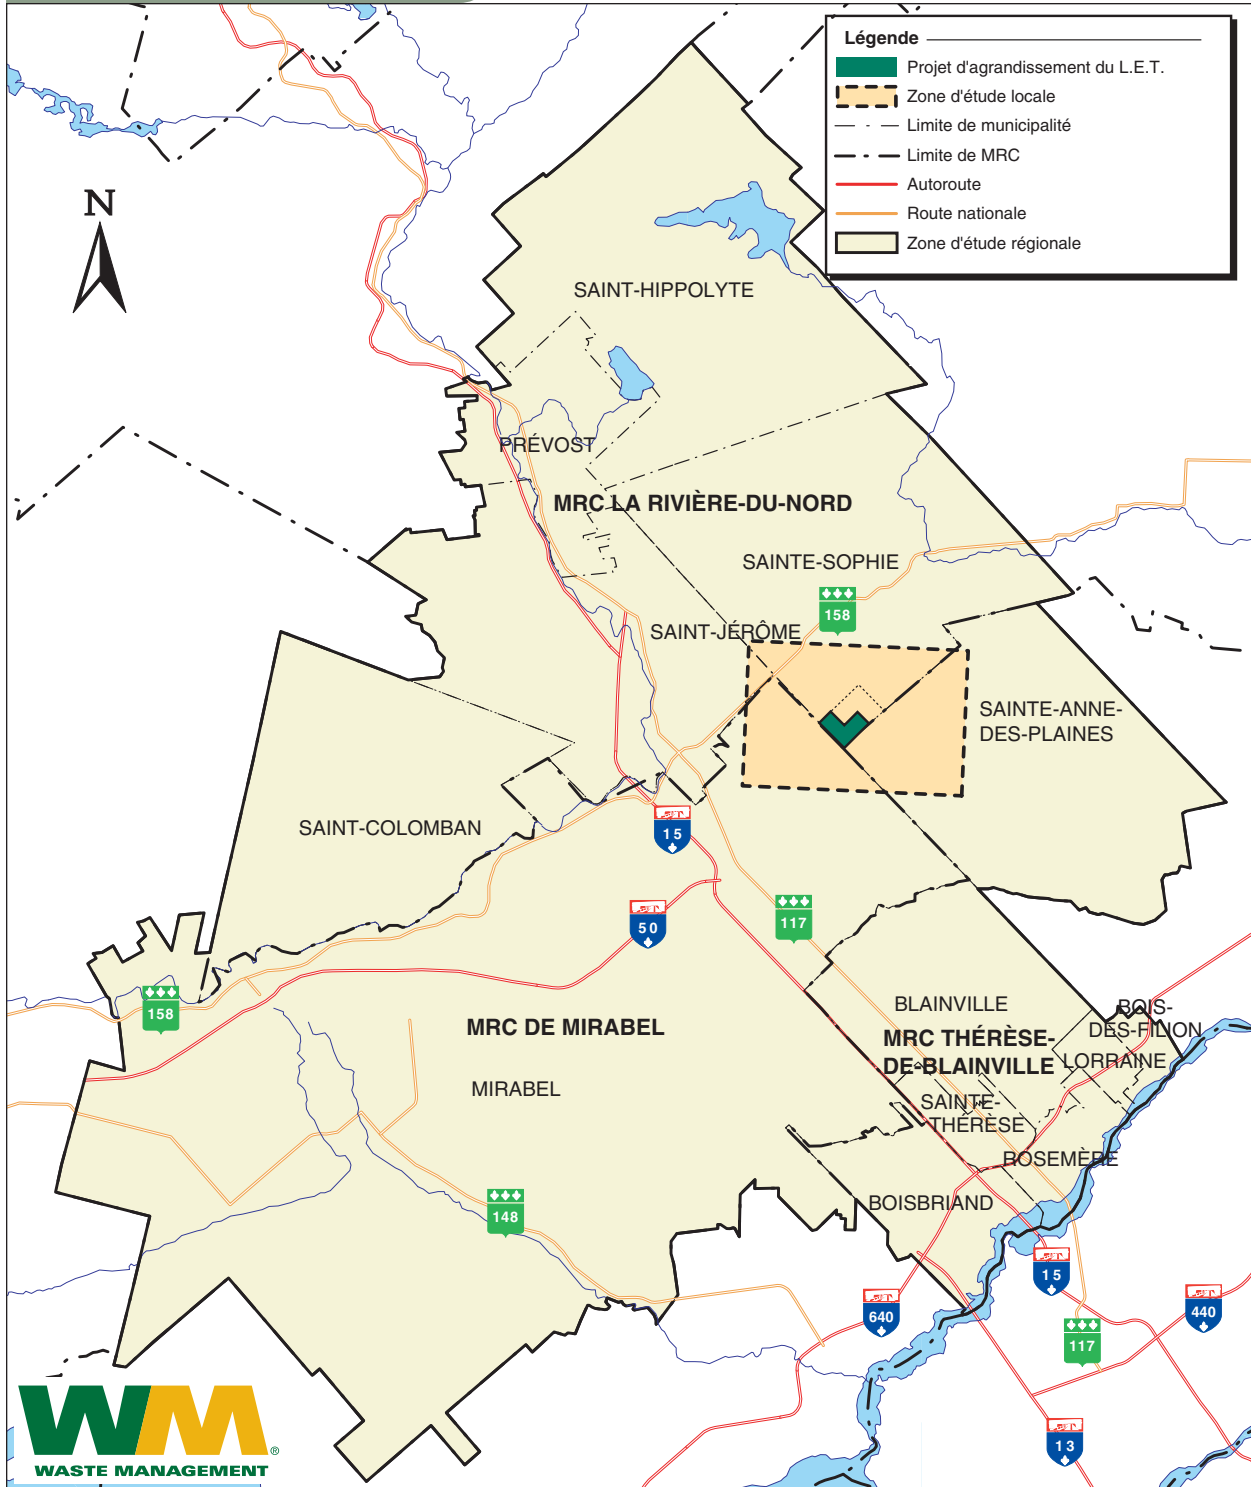 Légende
Projet d'agrandissement du L.E.T.
Zone d'étude locale
Limite de municipalité
Limite de MRC
Autoroute
Route nationale
Zone d'étude régionale
N
SAINT-HIPPOLYTE
PRÉVOST
MRC LA RIVIÈRE-DU-NORD
SAINTE-SOPHIE
158
SAINT-JÉRÔME
SAINTE-ANNE-
DES-PLAINES
SAINT-COLOMBAN
15
50
117
158
BLAINVILLE
BOIS-
DES-FILION
MRC DE MIRABEL
MRC THÉRÈSE-
DE-BLAINVILLE
LORRAINE
MIRABEL
SAINTE-
THÉRÈSE
ROSEMÈRE
BOISBRIAND
148
15
640
440
117
13
WM
®
WASTE MANAGEMENT